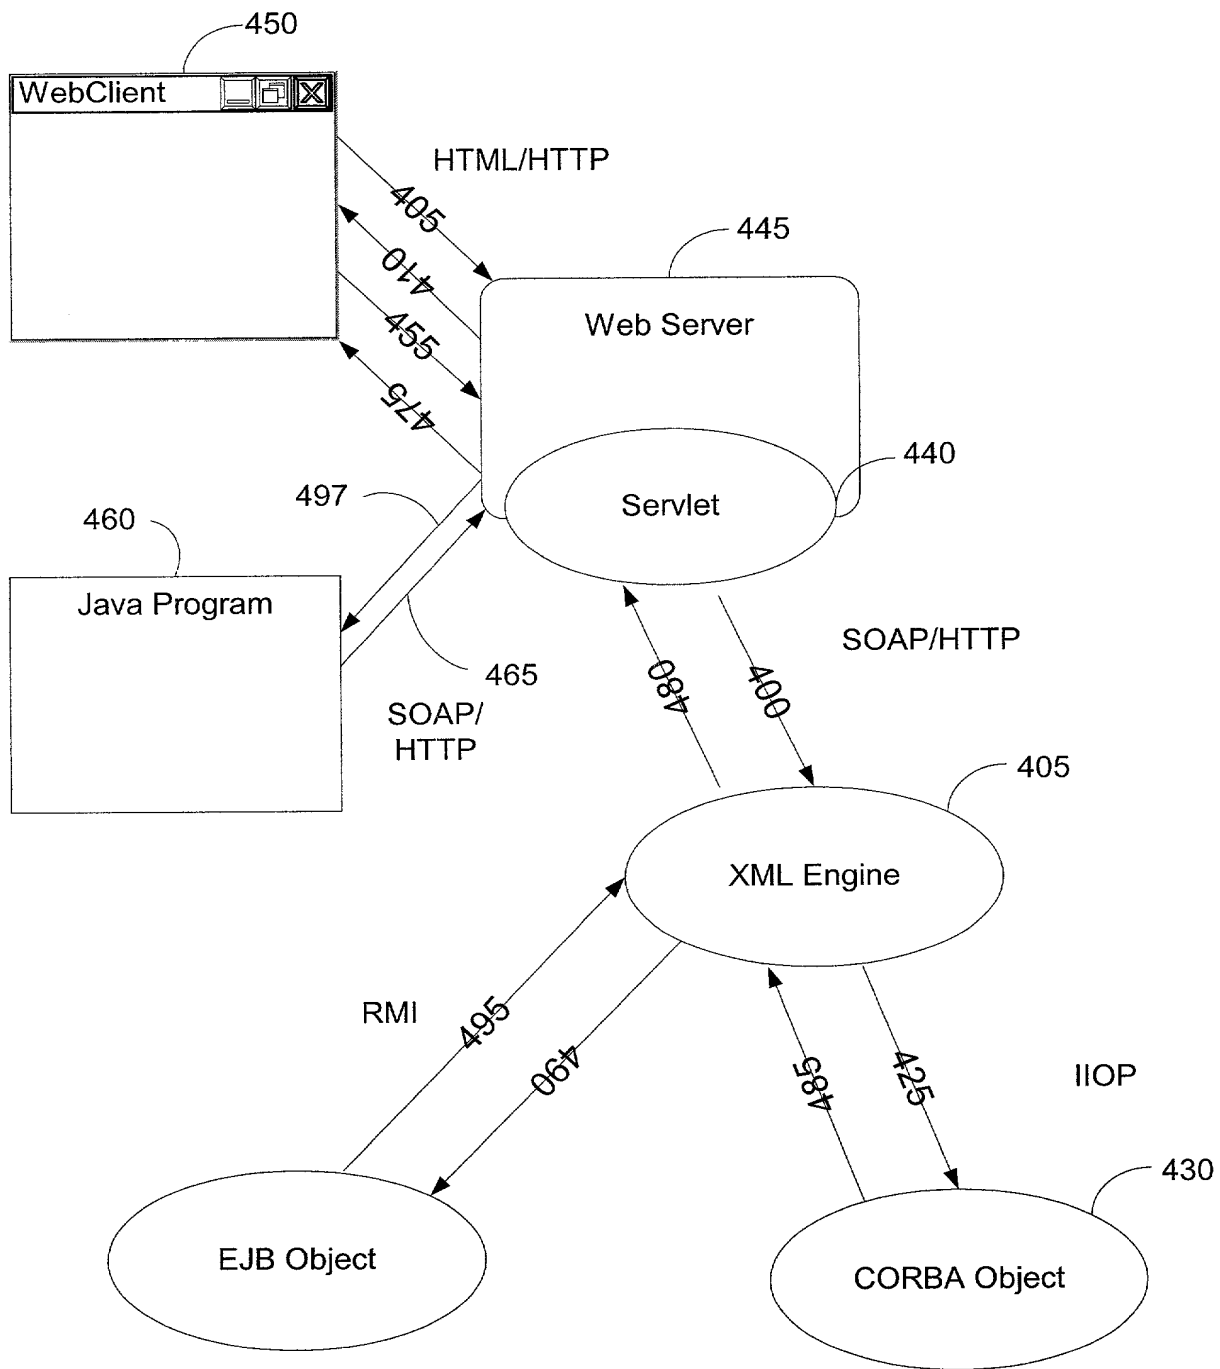 450
WebClient
HTML/HTTP
405
445
410
Web Server
455
475
440
497
Servlet
460
Java Program
SOAP/HTTP
465
480
400
SOAP/
HTTP
405
XML Engine
RMI
495
490
485
425
IIOP
430
EJB Object
CORBA Object